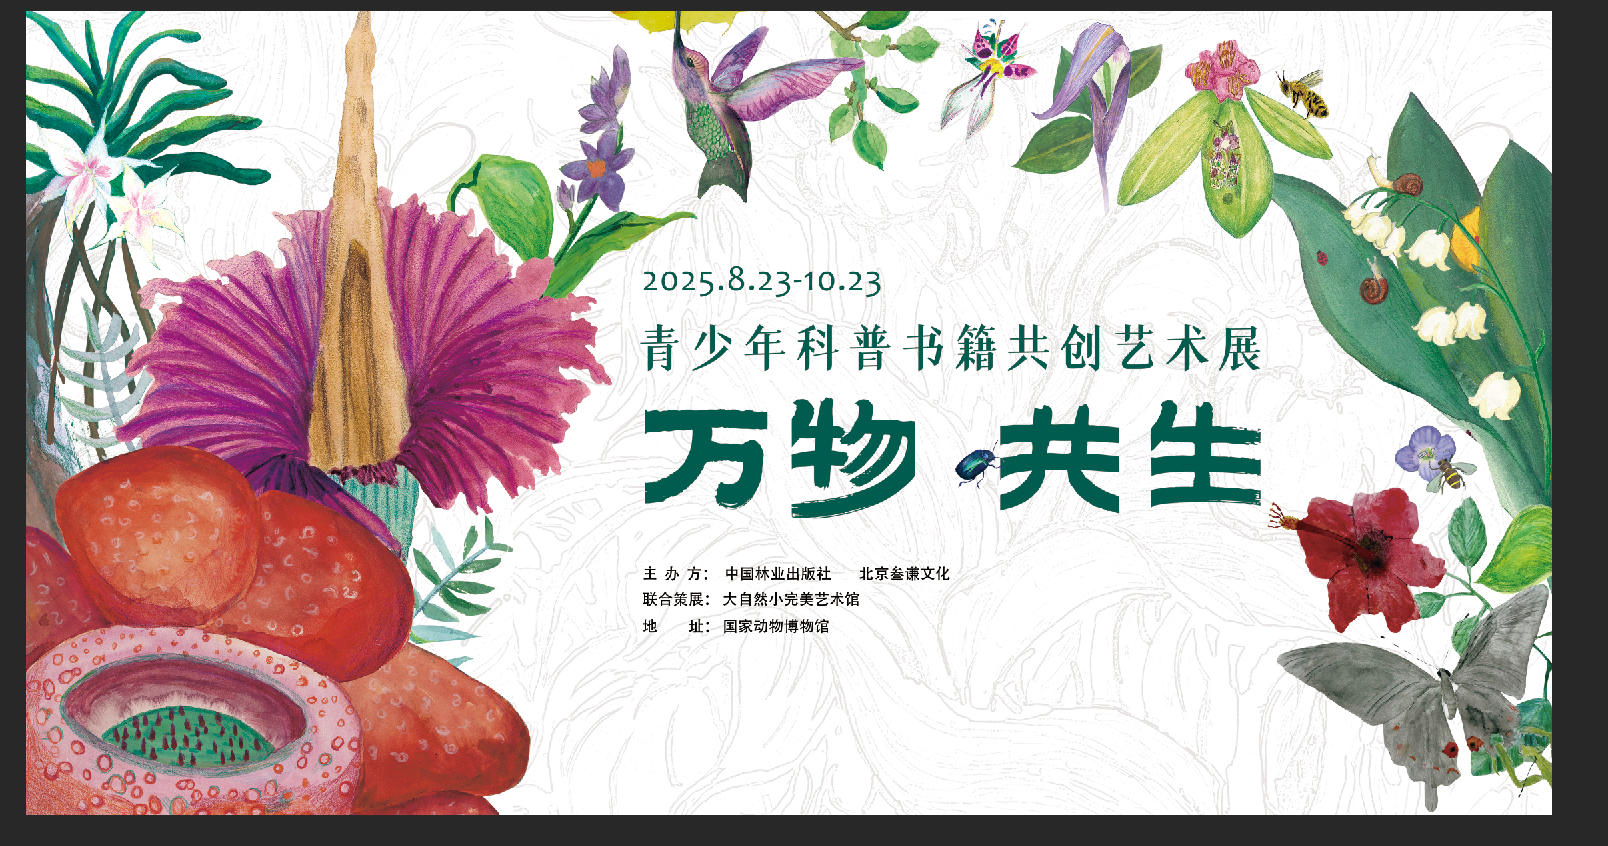 2025.8.23-10.23
青少年科普书籍共创艺术展
万物 共生
主 办 方： 中国林业出版社 北京叁谦文化
联合策展： 大自然小完美艺术馆
地 址： 国家动物博物馆